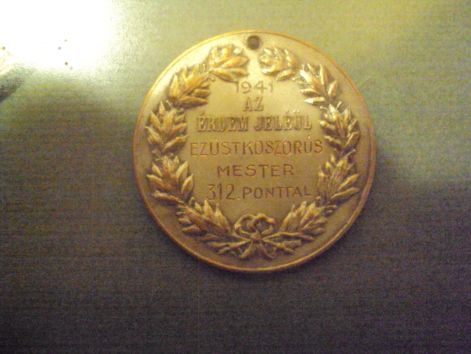 1941
AZ
ÉRDEM JELÉÜL
EZÜSTKOSZORÚS
MESTER
312. PONTTAL